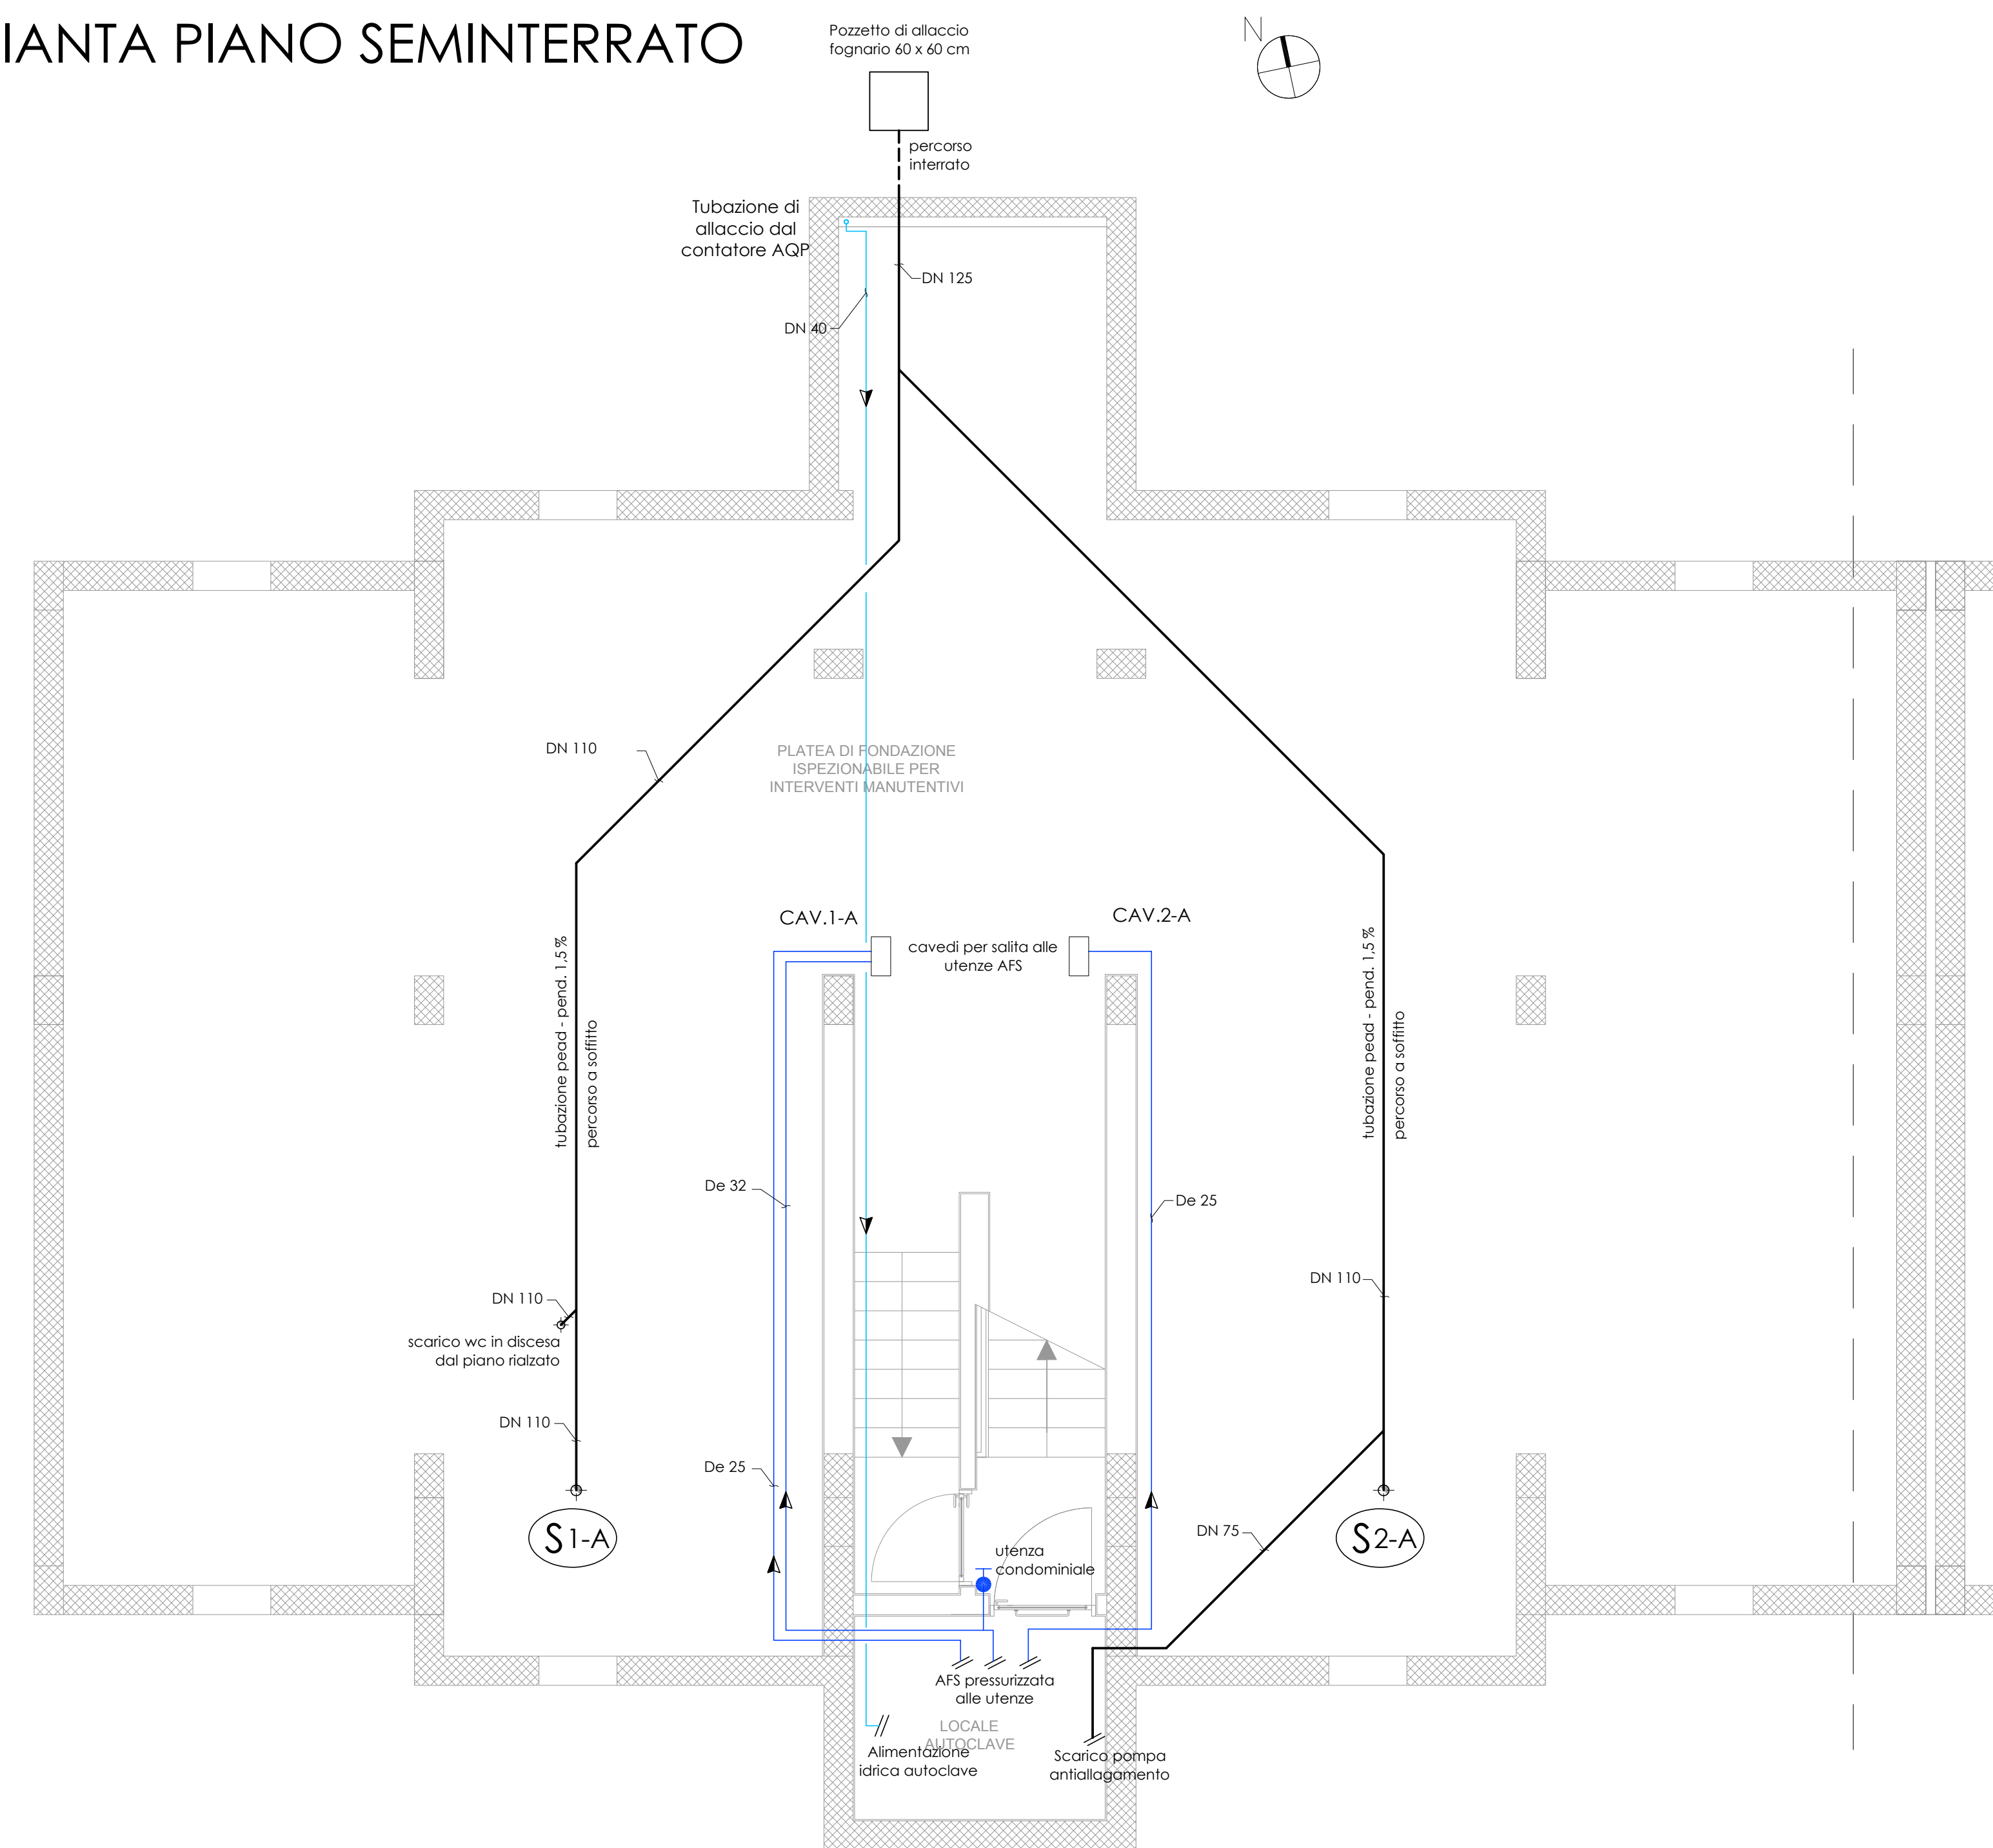 IANTA PIANO SEMINTERRATO
Pozzetto di allaccio
fognario 60 x 60 cm
N
percorso
interrato
Tubazione di
allaccio dal
contatore AQP
DN 125
DN 40
DN 110
PLATEA DI FONDAZIONE
ISPEZIONABILE PER
INTERVENTI MANUTENTIVI
CAV.1-A
CAV.2-A
cavedi per salita alle
utenze AFS
tubazione pead - pend. 1,5 %
percorso a soffitto
tubazione pead - pend. 1,5 %
percorso a soffitto
De 32
De 25
DN 110
DN 110
scarico wc in discesa
dal piano rialzato
DN 110
De 25
S 1-A
S 2-A
DN 75
utenza
condominiale
AFS pressurizzata
alle utenze
LOCALE
AUTOCLAVE
Alimentazione
idrica autoclave
Scarico pompa
antiallagamento